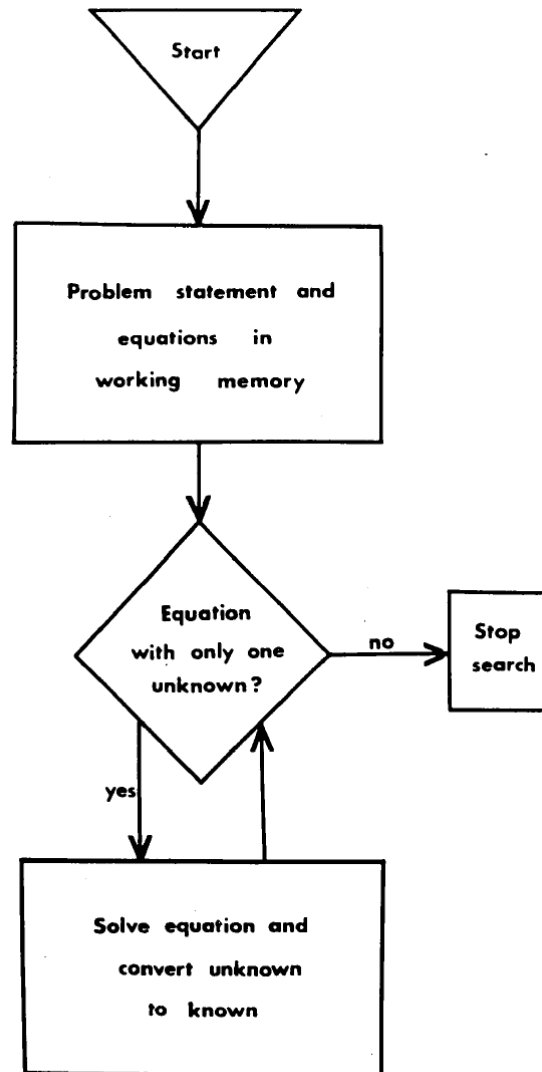 Start
Problem statement and
equations in
working memory
Equation
with only one
unknown?
no
Stop
search
yes
Solve equation and
convert unknown
to known